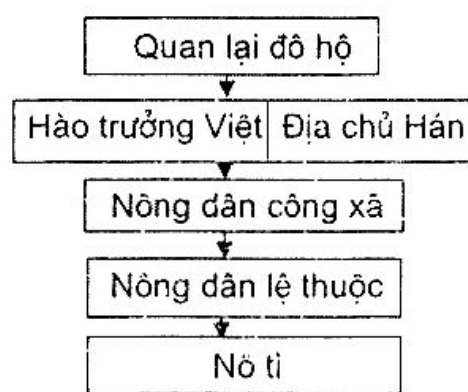 Quan lại đô hộ
Hào trưởng Việt Địa chủ Hán
Nông dân công xã
Nông dân lệ thuộc
Nô tì